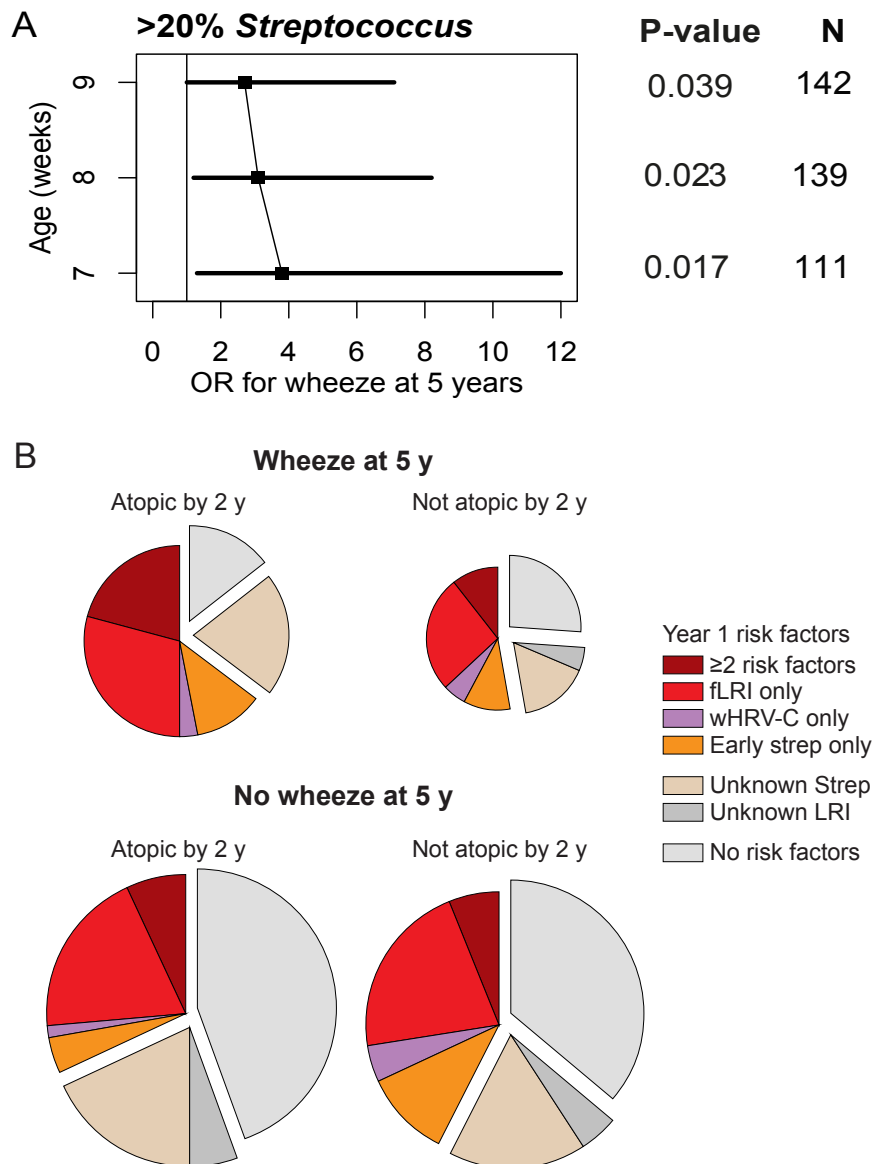 A
>20% Streptococcus
P-value N
9 0.039 142
8 0.023 139
7 0.017 111
Age (weeks)
0 2 4 6 8 10 12
OR for wheeze at 5 years
B
Wheeze at 5 y
Atopic by 2 y Not atopic by 2 y
Year 1 risk factors
≥2 risk factors
fLRI only
wHRV-C only
Early strep only
Unknown Strep
Unknown LRI
No risk factors
No wheeze at 5 y
Atopic by 2 y Not atopic by 2 y